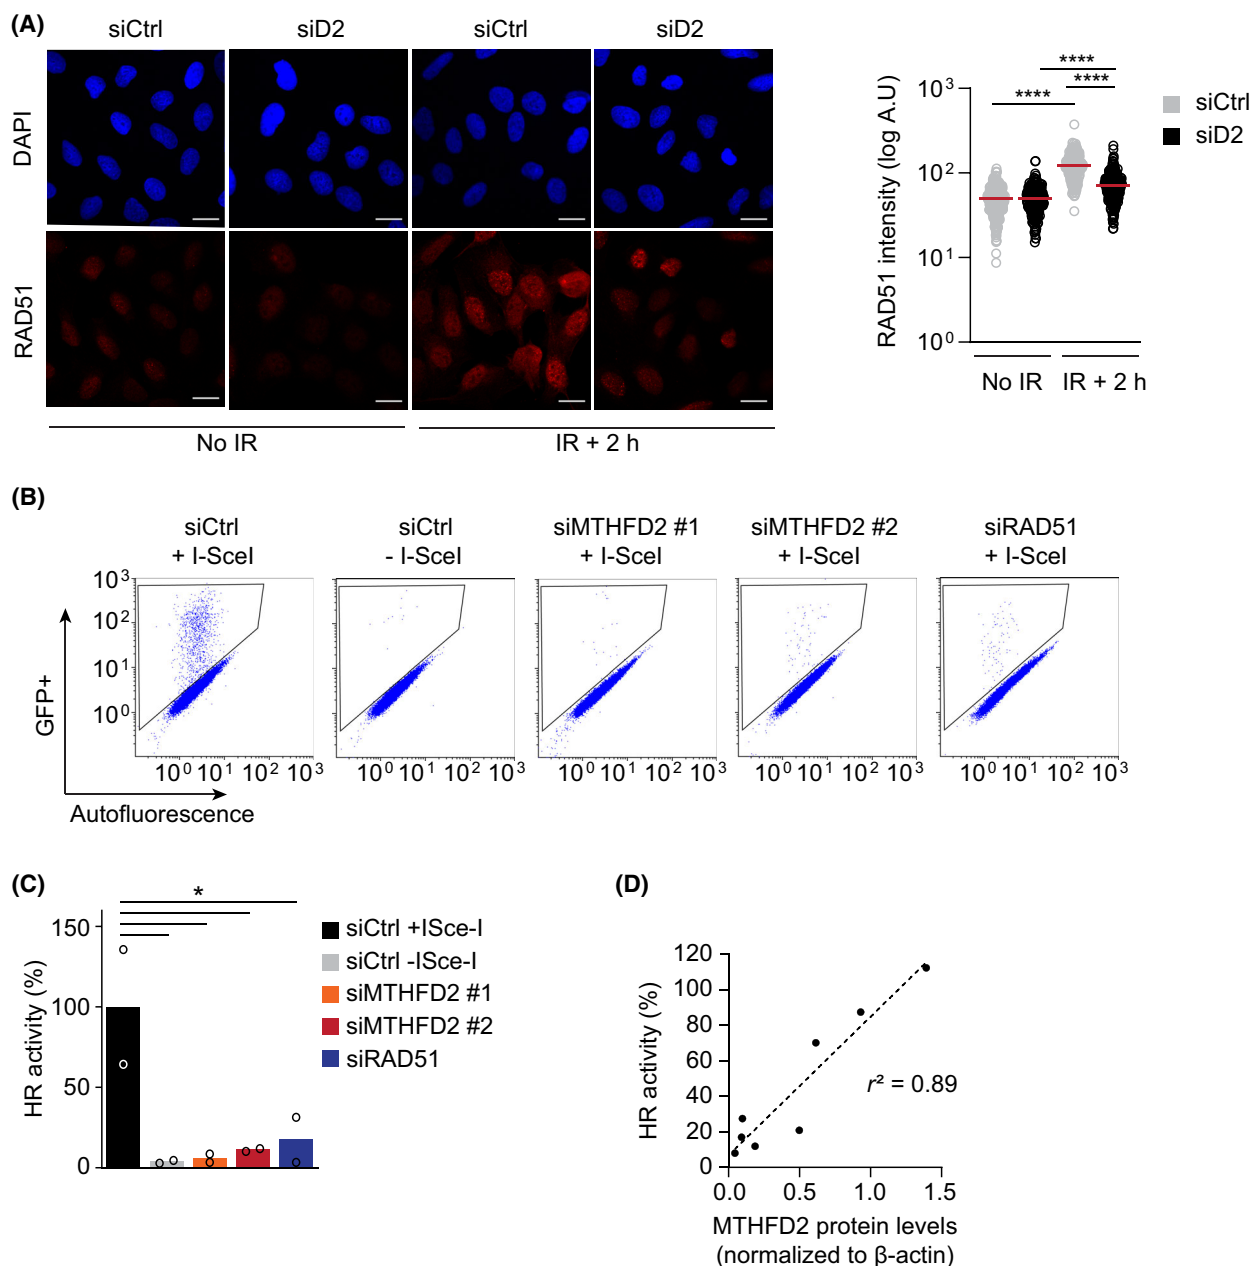 (A)
siCtrl siD2 siCtrl siD2
DAPI
RAD51
No IR IR + 2 h
RAD51 intensity (log A.U)
10³
10²
10¹
10⁰
**** ****
****
No IR IR + 2 h
siCtrl
siD2
(B)
siCtrl
+ I-SceI
siCtrl
- I-SceI
siMTHFD2 #1
+ I-SceI
siMTHFD2 #2
+ I-SceI
siRAD51
+ I-SceI
GFP+
10³
10²
10¹
10⁰
10⁰ 10¹ 10² 10³
10⁰ 10¹ 10² 10³
10⁰ 10¹ 10² 10³
10⁰ 10¹ 10² 10³
10⁰ 10¹ 10² 10³
Autofluorescence
(C)
*
HR activity (%)
150
100
50
0
siCtrl +ISce-I
siCtrl -ISce-I
siMTHFD2 #1
siMTHFD2 #2
siRAD51
(D)
HR activity (%)
120
100
80
60
40
20
0
r² = 0.89
0.0 0.5 1.0 1.5
MTHFD2 protein levels
(normalized to β-actin)